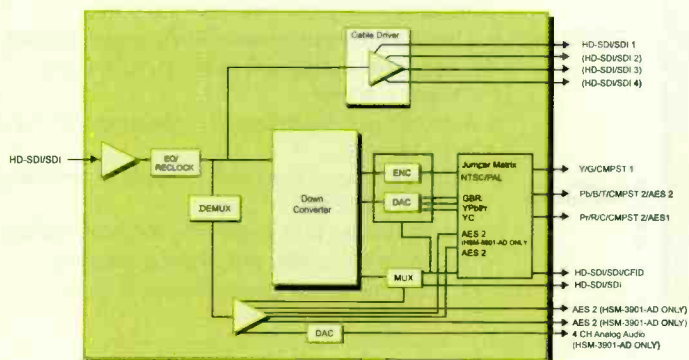 Cable Driver
HD-SDI/SDI 1
(HD-SDI/SDI 2)
(HD-SDI/SDI 3)
(HD-SDI/SDI 4)
HD-SDI/SDI
EQ/
RECLOCK
DEMUX
Down
Converter
ENC
DAC
Jumper Matrix
NTSC/PAL
GBR
YPbPr
YC
AES 2
(HSM-3901-AD ONLY
AES 2
Y/G/CMPST 1
Pb/B/T/CMPST 2/AES 2
Pr/R/C/CMPST 2/AES1
MUX
HD-SDI/SDI/CFID
HD-SDI/SDI
DAC
AES 2 (HSM-3901-AD ONLY)
AES 2 (HSM-3901-AD ONLY)
4 CH Analog Audio
(HSM-3901-AD ONLY)